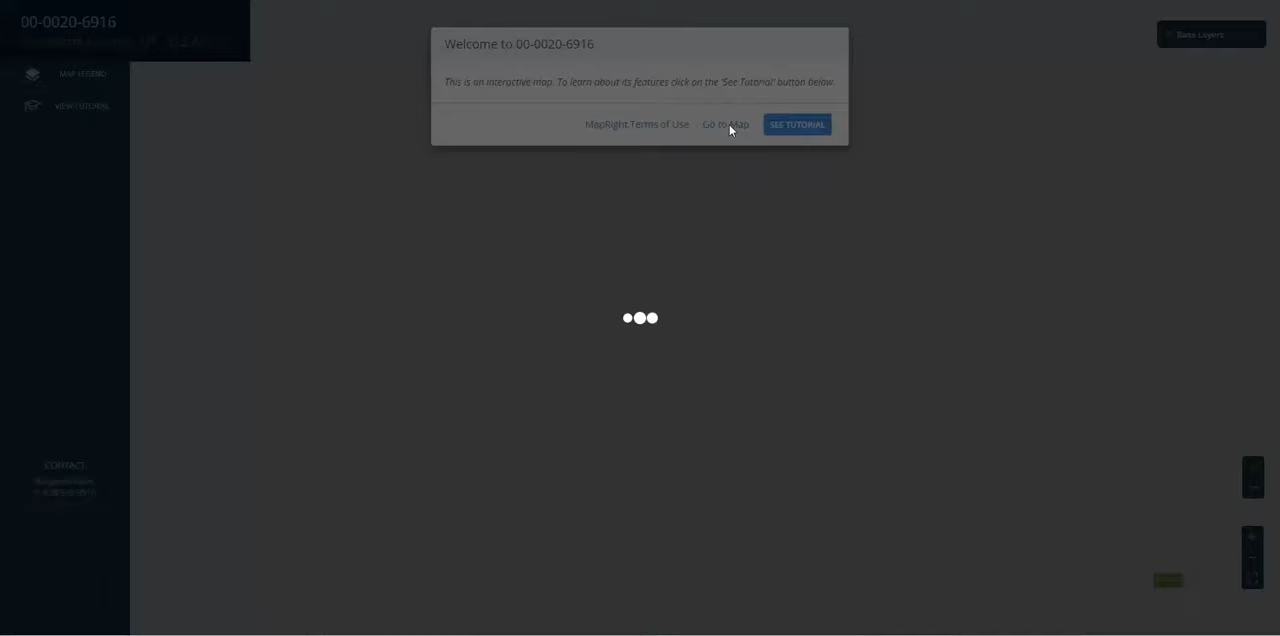 00-0020-6916
MAP LEGEND
VIEW TUTORIAL
Welcome to 00-0020-6916
This is an interactive map. To learn about its features click on the 'See Tutorial' button below.
MapRight Terms of Use
Go to Map
SEE TUTORIAL
Base Layers
CONTACT